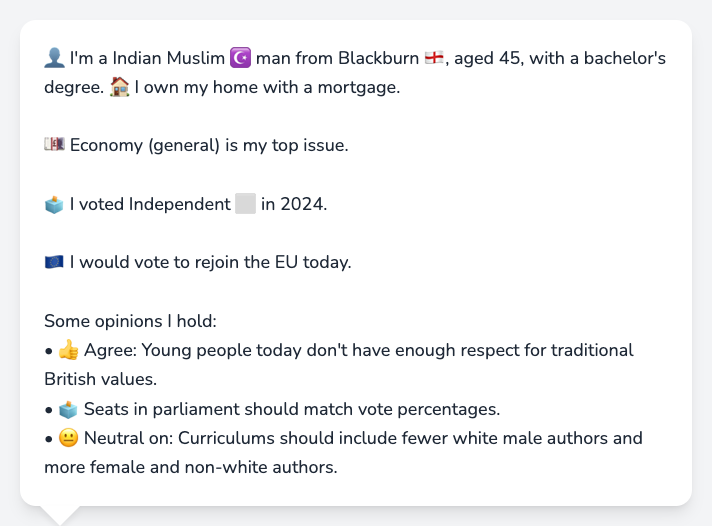 👤 I'm a Indian Muslim ☪️ man from Blackburn 🏴󠁧󠁢󠁥󠁮󠁧󠁿, aged 45, with a bachelor's
degree. 🏠 I own my home with a mortgage.
💷 Economy (general) is my top issue.
🗳️ I voted Independent ⬜ in 2024.
🇪🇺 I would vote to rejoin the EU today.
Some opinions I hold:
• 👍 Agree: Young people today don't have enough respect for traditional
British values.
• 🗳️ Seats in parliament should match vote percentages.
• 😐 Neutral on: Curriculums should include fewer white male authors and
more female and non-white authors.